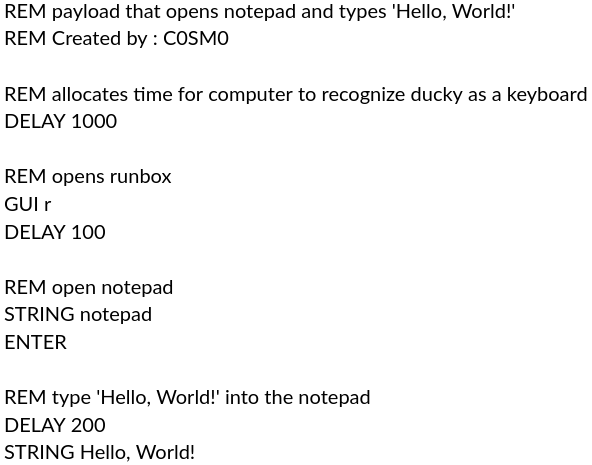 REM payload that opens notepad and types 'Hello, World!'
REM Created by : C0SM0
REM allocates time for computer to recognize ducky as a keyboard
DELAY 1000
REM opens runbox
GUI r
DELAY 100
REM open notepad
STRING notepad
ENTER
REM type 'Hello, World!' into the notepad
DELAY 200
STRING Hello, World!